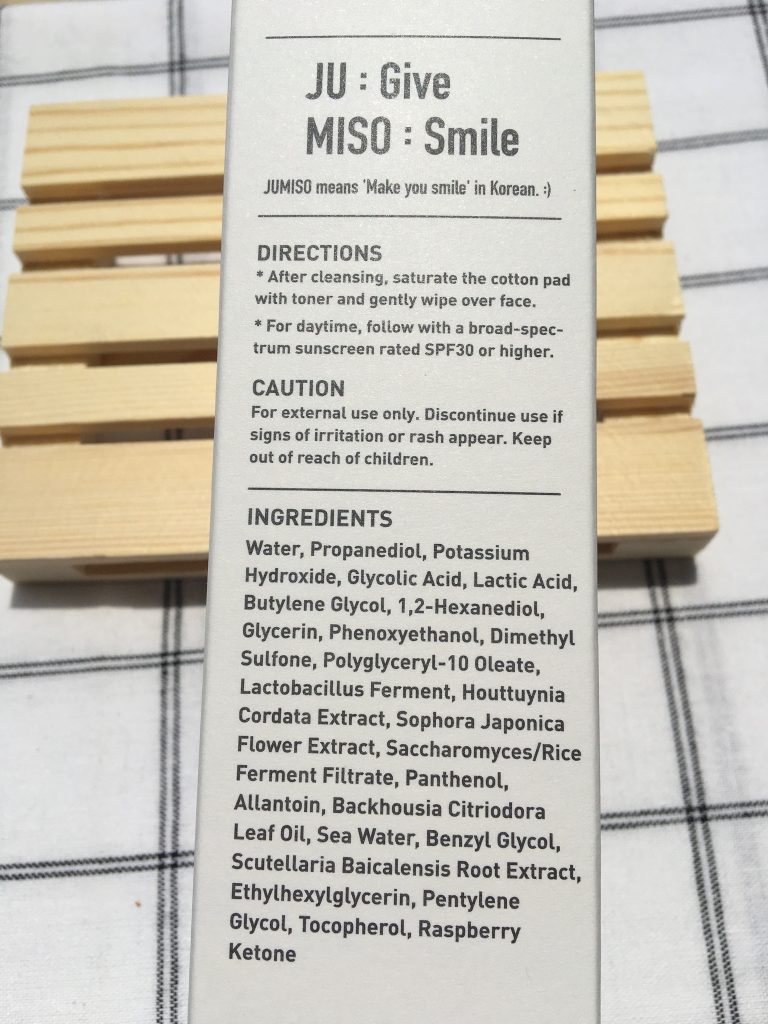 JU : Give
MISO : Smile
JUMISO means 'Make you smile' in Korean. :)
DIRECTIONS
* After cleansing, saturate the cotton pad
with toner and gently wipe over face.
* For daytime, follow with a broad-spec-
trum sunscreen rated SPF30 or higher.
CAUTION
For external use only. Discontinue use if
signs of irritation or rash appear. Keep
out of reach of children.
INGREDIENTS
Water, Propanediol, Potassium
Hydroxide, Glycolic Acid, Lactic Acid,
Butylene Glycol, 1,2-Hexanediol,
Glycerin, Phenoxyethanol, Dimethyl
Sulfone, Polyglyceryl-10 Oleate,
Lactobacillus Ferment, Houttuynia
Cordata Extract, Sophora Japonica
Flower Extract, Saccharomyces/Rice
Ferment Filtrate, Panthenol,
Allantoin, Backhousia Citriodora
Leaf Oil, Sea Water, Benzyl Glycol,
Scutellaria Baicalensis Root Extract,
Ethylhexylglycerin, Pentylene
Glycol, Tocopherol, Raspberry
Ketone